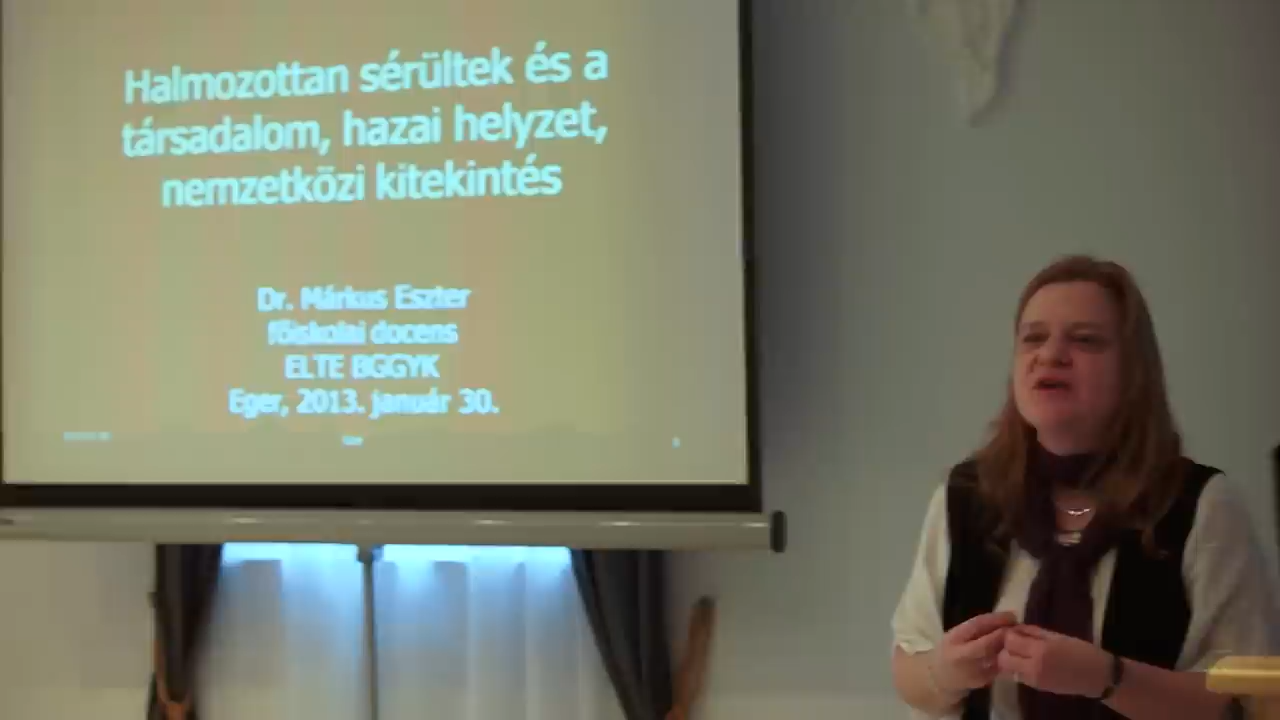 Halmozottan sérültek és a
társadalom, hazai helyzet,
nemzetközi kitekintés
Dr. Márkus Eszter
főiskolai docens
ELTE BGGYK
Eger, 2013. január 30.